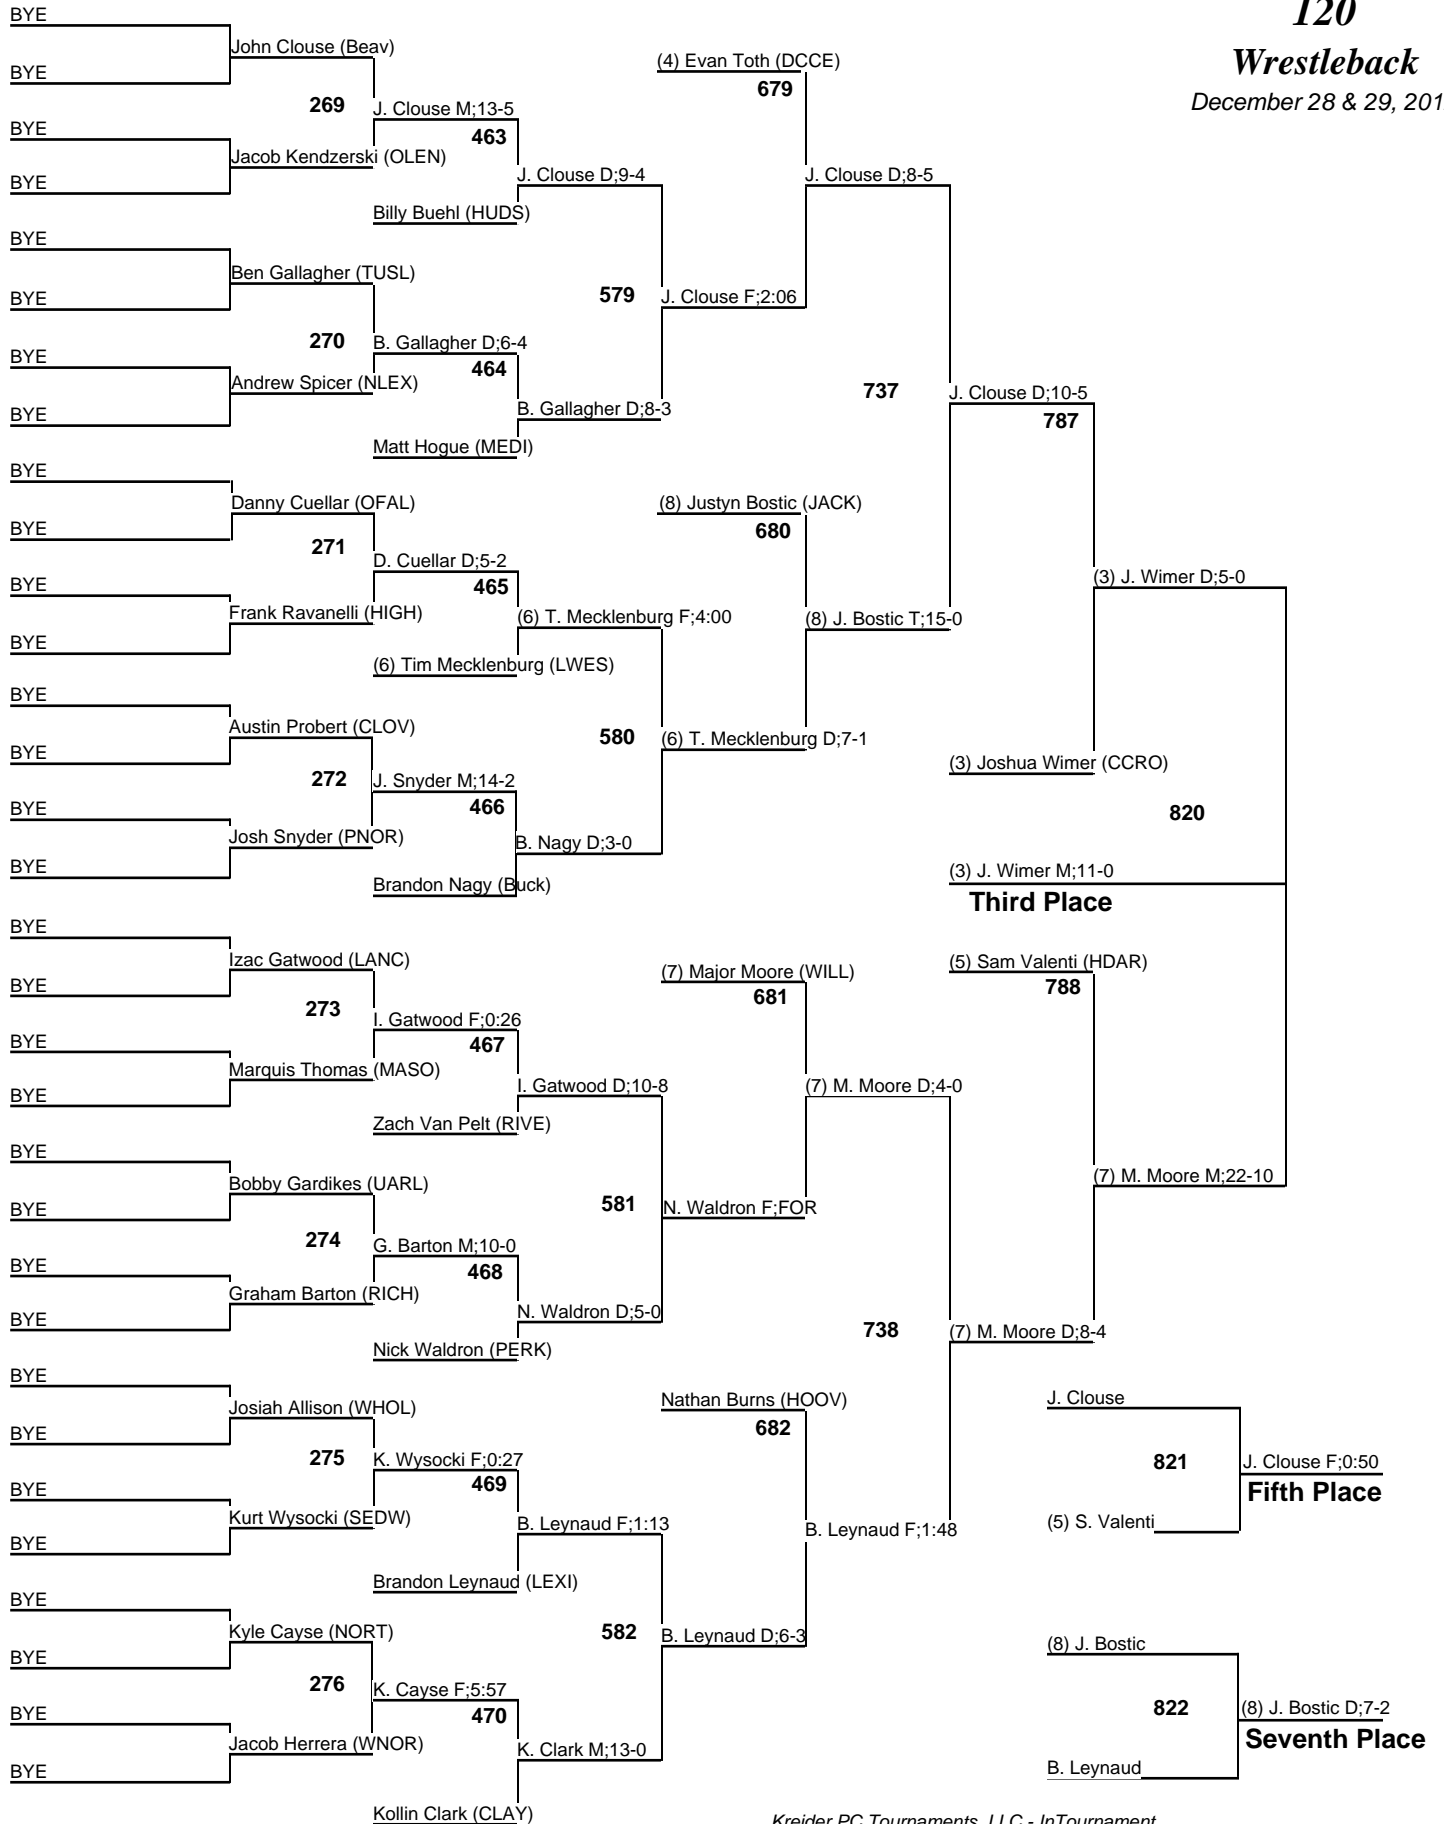 BYE
120
John Clouse (Beav)
(4) Evan Toth (DCCE)
Wrestleback
BYE
679
269
J. Clouse M;13-5
December 28 & 29, 201
BYE
463
Jacob Kendzerski (OLEN)
J. Clouse D;9-4
J. Clouse D;8-5
BYE
Billy Buehl (HUDS)
BYE
Ben Gallagher (TUSL)
BYE
579
J. Clouse F;2:06
270
B. Gallagher D;6-4
BYE
464
Andrew Spicer (NLEX)
737
J. Clouse D;10-5
BYE
B. Gallagher D;8-3
787
Matt Hogue (MEDI)
BYE
Danny Cuellar (OFAL)
(8) Justyn Bostic (JACK)
BYE
680
271
D. Cuellar D;5-2
(3) J. Wimer D;5-0
BYE
465
Frank Ravanelli (HIGH)
(6) T. Mecklenburg F;4:00
(8) J. Bostic T;15-0
BYE
(6) Tim Mecklenburg (LWES)
BYE
Austin Probert (CLOV)
580
(6) T. Mecklenburg D;7-1
BYE
(3) Joshua Wimer (CCRO)
272
J. Snyder M;14-2
BYE
466
820
Josh Snyder (PNOR)
B. Nagy D;3-0
BYE
(3) J. Wimer M;11-0
Brandon Nagy (Buck)
Third Place
BYE
Izac Gatwood (LANC)
(5) Sam Valenti (HDAR)
(7) Major Moore (WILL)
BYE
681
788
273
I. Gatwood F;0:26
BYE
467
Marquis Thomas (MASO)
I. Gatwood D;10-8
(7) M. Moore D;4-0
BYE
Zach Van Pelt (RIVE)
BYE
Bobby Gardikes (UARL)
(7) M. Moore M;22-10
BYE
581
N. Waldron F;FOR
274
G. Barton M;10-0
BYE
468
Graham Barton (RICH)
N. Waldron D;5-0
BYE
738
(7) M. Moore D;8-4
Nick Waldron (PERK)
BYE
Josiah Allison (WHOL)
Nathan Burns (HOOV)
J. Clouse
BYE
682
275
K. Wysocki F;0:27
821
J. Clouse F;0:50
BYE
469
Fifth Place
Kurt Wysocki (SEDW)
B. Leynaud F;1:13
B. Leynaud F;1:48
(5) S. Valenti
BYE
Brandon Leynaud (LEXI)
BYE
Kyle Cayse (NORT)
582
B. Leynaud D;6-3
(8) J. Bostic
BYE
276
K. Cayse F;5:57
BYE
470
822
(8) J. Bostic D;7-2
Jacob Herrera (WNOR)
K. Clark M;13-0
Seventh Place
BYE
B. Leynaud
Kollin Clark (CLAY)
Kreider PC Tournaments, LLC - InTournament